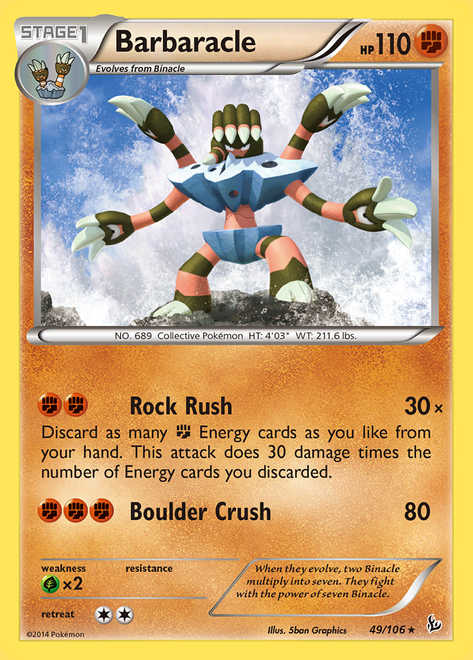 STAGE1
Barbaracle
HP110
Evolves from Binacle
NO. 689 Collective Pokémon HT: 4'03" WT: 211.6 lbs.
Rock Rush 30×
Discard as many Energy cards as you like from
your hand. This attack does 30 damage times the
number of Energy cards you discarded.
Boulder Crush 80
weakness resistance
×2
retreat
When they evolve, two Binacle
multiply into seven. They fight
with the power of seven Binacle.
©2014 Pokémon
Illus. 5ban Graphics 49/106 ★